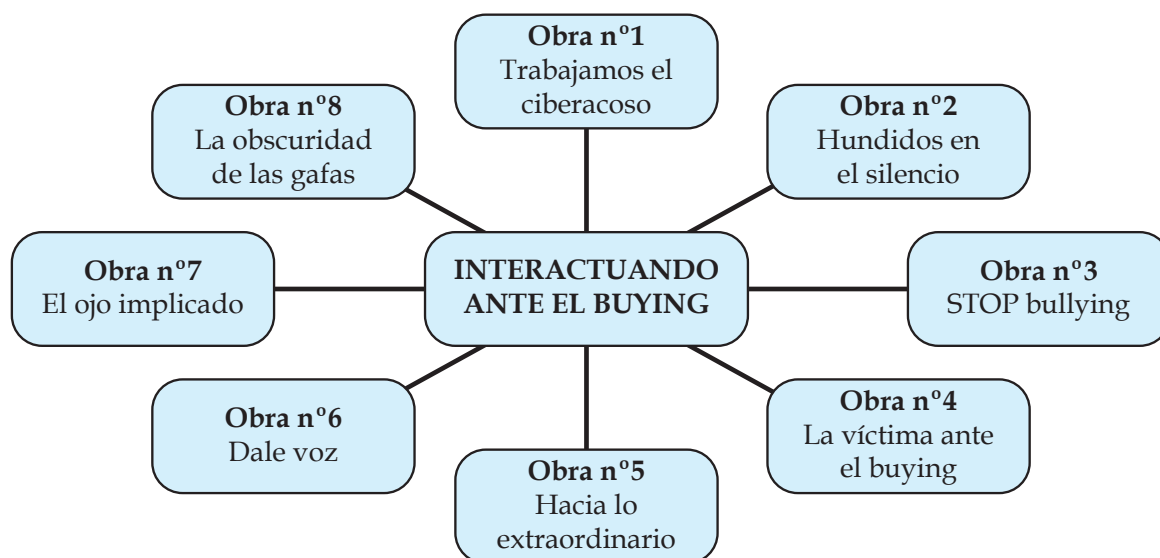 Obra nº1
Trabajamos el
ciberacoso
Obra nº2
Hundidos en
el silencio
Obra nº3
STOP bullying
Obra nº4
La víctima ante
el buying
Obra nº5
Hacia lo
extraordinario
Obra nº6
Dale voz
Obra nº7
El ojo implicado
Obra nº8
La obscuridad
de las gafas
INTERACTUANDO
ANTE EL BUYING